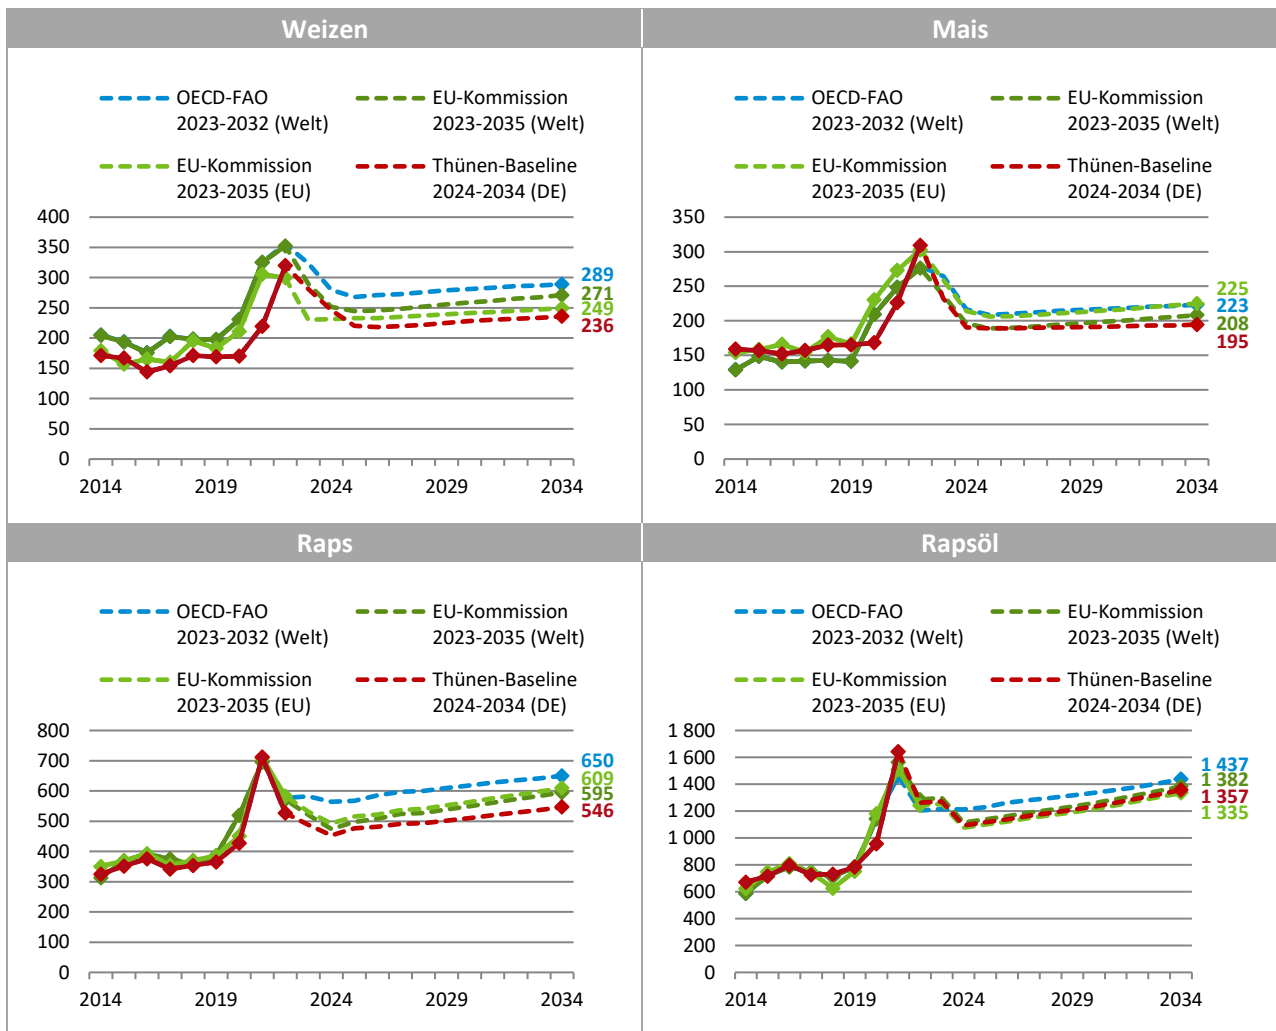 Weizen
OECD-FAO
2023-2032 (Welt)
EU-Kommission
2023-2035 (Welt)
EU-Kommission
2023-2035 (EU)
Thünen-Baseline
2024-2034 (DE)
400
350
300
250
200
150
100
50
0
289
271
249
236
2014
2019
2024
2029
2034
Mais
OECD-FAO
2023-2032 (Welt)
EU-Kommission
2023-2035 (Welt)
EU-Kommission
2023-2035 (EU)
Thünen-Baseline
2024-2034 (DE)
350
300
250
200
150
100
50
0
225
223
208
195
2014
2019
2024
2029
2034
Raps
OECD-FAO
2023-2032 (Welt)
EU-Kommission
2023-2035 (Welt)
EU-Kommission
2023-2035 (EU)
Thünen-Baseline
2024-2034 (DE)
800
700
600
500
400
300
200
100
0
650
609
595
546
2014
2019
2024
2029
2034
Rapsöl
OECD-FAO
2023-2032 (Welt)
EU-Kommission
2023-2035 (Welt)
EU-Kommission
2023-2035 (EU)
Thünen-Baseline
2024-2034 (DE)
1 800
1 600
1 400
1 200
1 000
800
600
400
200
0
1 437
1 382
1 357
1 335
2014
2019
2024
2029
2034